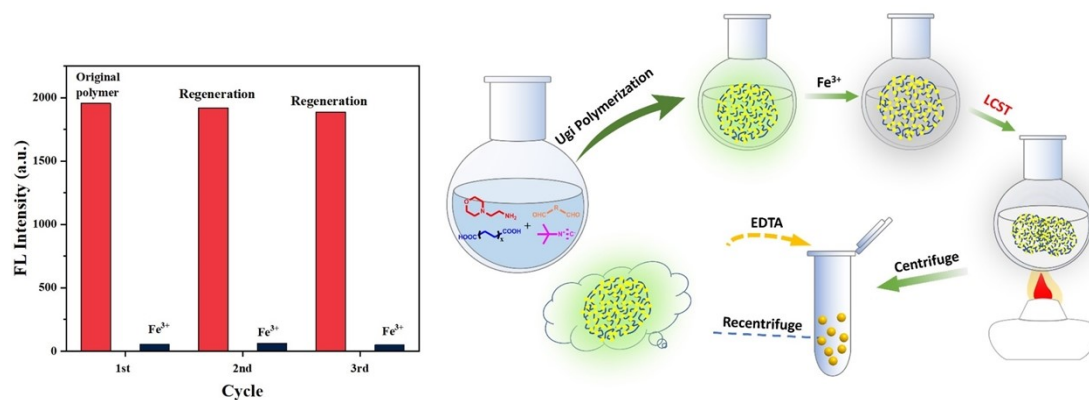 FL Intensity (a.u.)
2000
1500
1000
500
0
Original
polymer
Regeneration
Regeneration
Fe³⁺
Fe³⁺
Fe³⁺
1st
2nd
3rd
Cycle
Ugi Polymerization
Fe³⁺
LCST
O
N
NH₂
OHC
N
CHO
HOOC
COOH
x
+
N
C
EDTA
Centrifuge
Recentrifuge